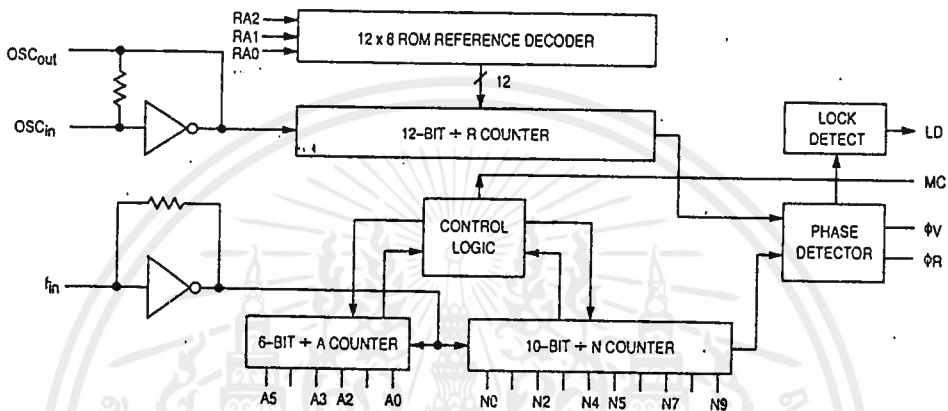 RA2
RA1
RA0
12 x 8 ROM REFERENCE DECODER
OSCout
12
OSCin
12-BIT ÷ R COUNTER
LOCK DETECT
LD
MC
CONTROL LOGIC
PHASE DETECTOR
ϕV
ϕR
fin
6-BIT ÷ A COUNTER
10-BIT ÷ N COUNTER
A5 A3 A2 A0 N0 N2 N4 N5 N7 N9